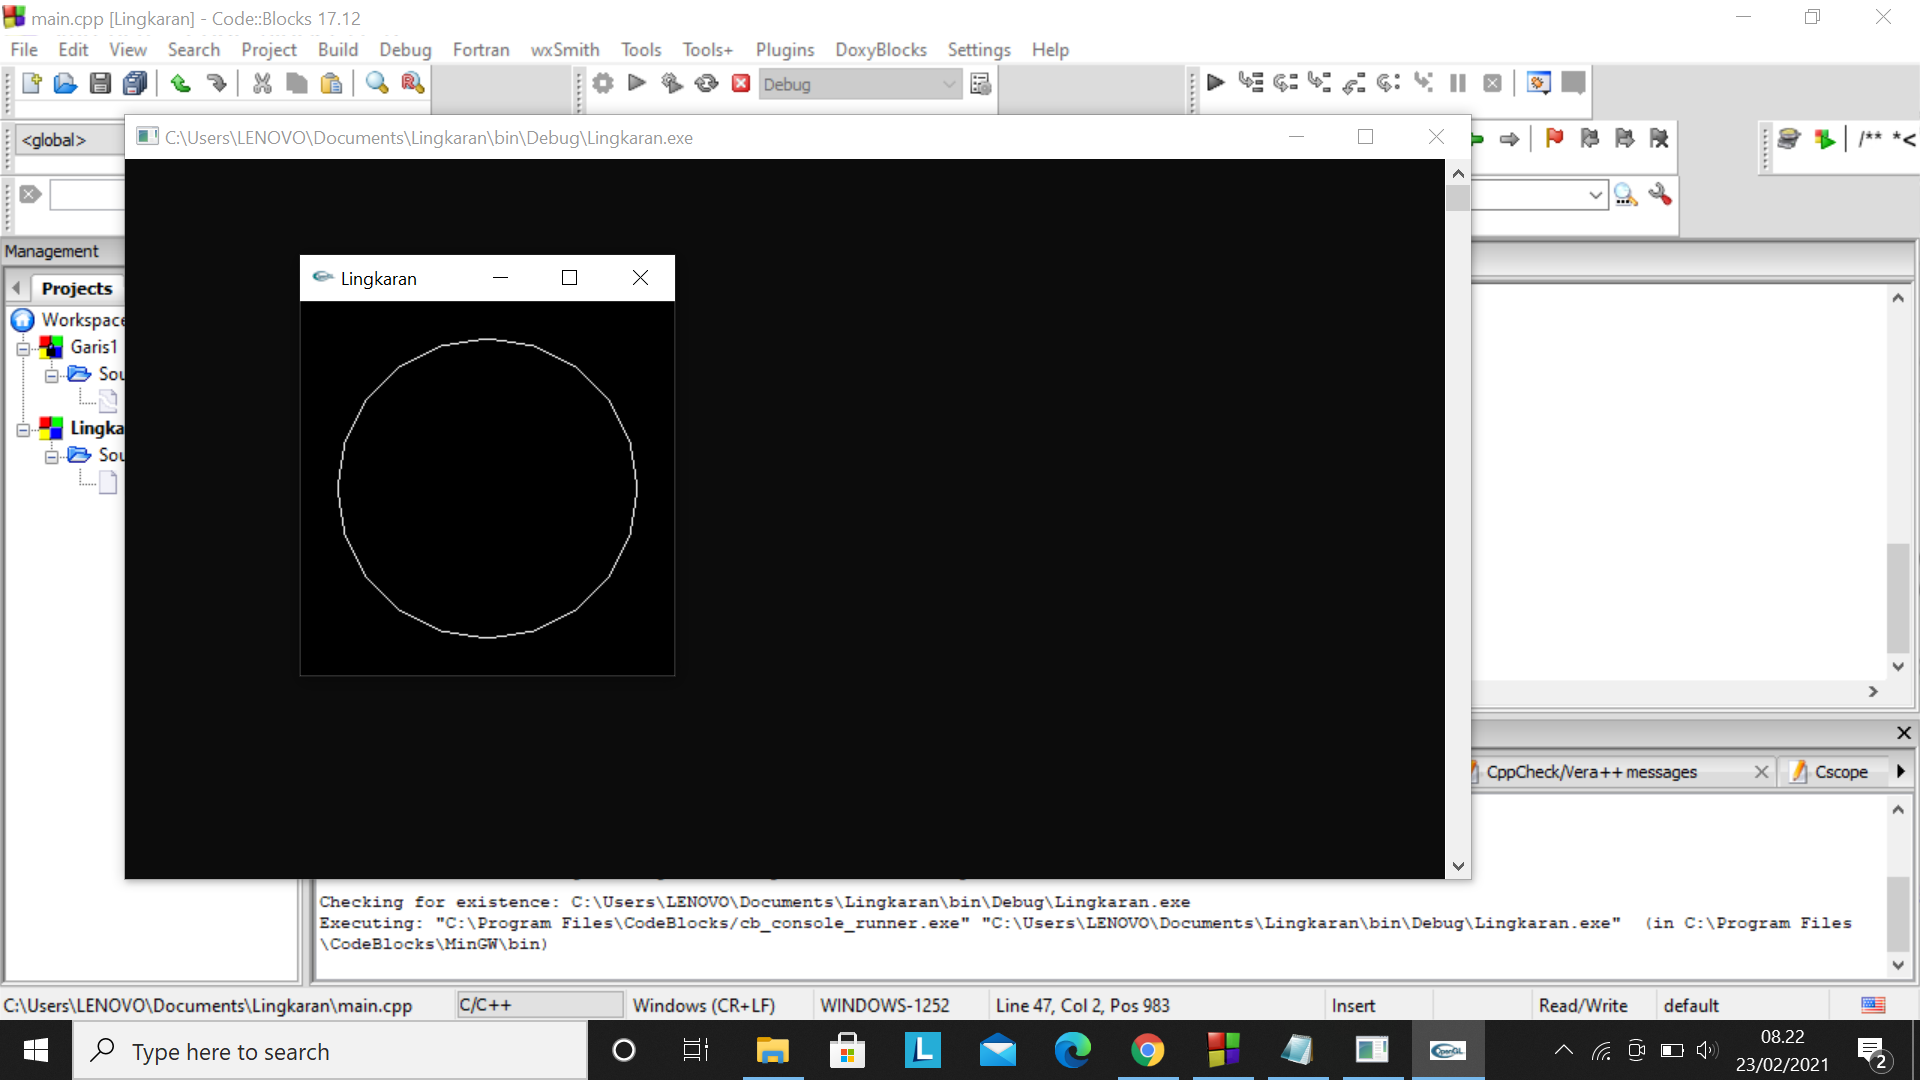 main.cpp [Lingkaran] - Code::Blocks 17.12
File Edit View Search Project Build Debug Fortran wxSmith Tools Tools+ Plugins DoxyBlocks Settings Help
Debug
<global>
C:\Users\LENOVO\Documents\Lingkaran\bin\Debug\Lingkaran.exe
/** *<
Management
Lingkaran
Projects
Workspace
Garis1
Sou
Lingka
Sou
CppCheck/Vera++ messages
Cscope
Checking for existence: C:\Users\LENOVO\Documents\Lingkaran\bin\Debug\Lingkaran.exe
Executing: "C:\Program Files\CodeBlocks/cb_console_runner.exe" "C:\Users\LENOVO\Documents\Lingkaran\bin\Debug\Lingkaran.exe"  (in C:\Program Files
\CodeBlocks\MinGW\bin)
C:\Users\LENOVO\Documents\Lingkaran\main.cpp C/C++ Windows (CR+LF) WINDOWS-1252 Line 47, Col 2, Pos 983 Insert Read/Write default
Type here to search
L
OpenGL
08.22
23/02/2021
2